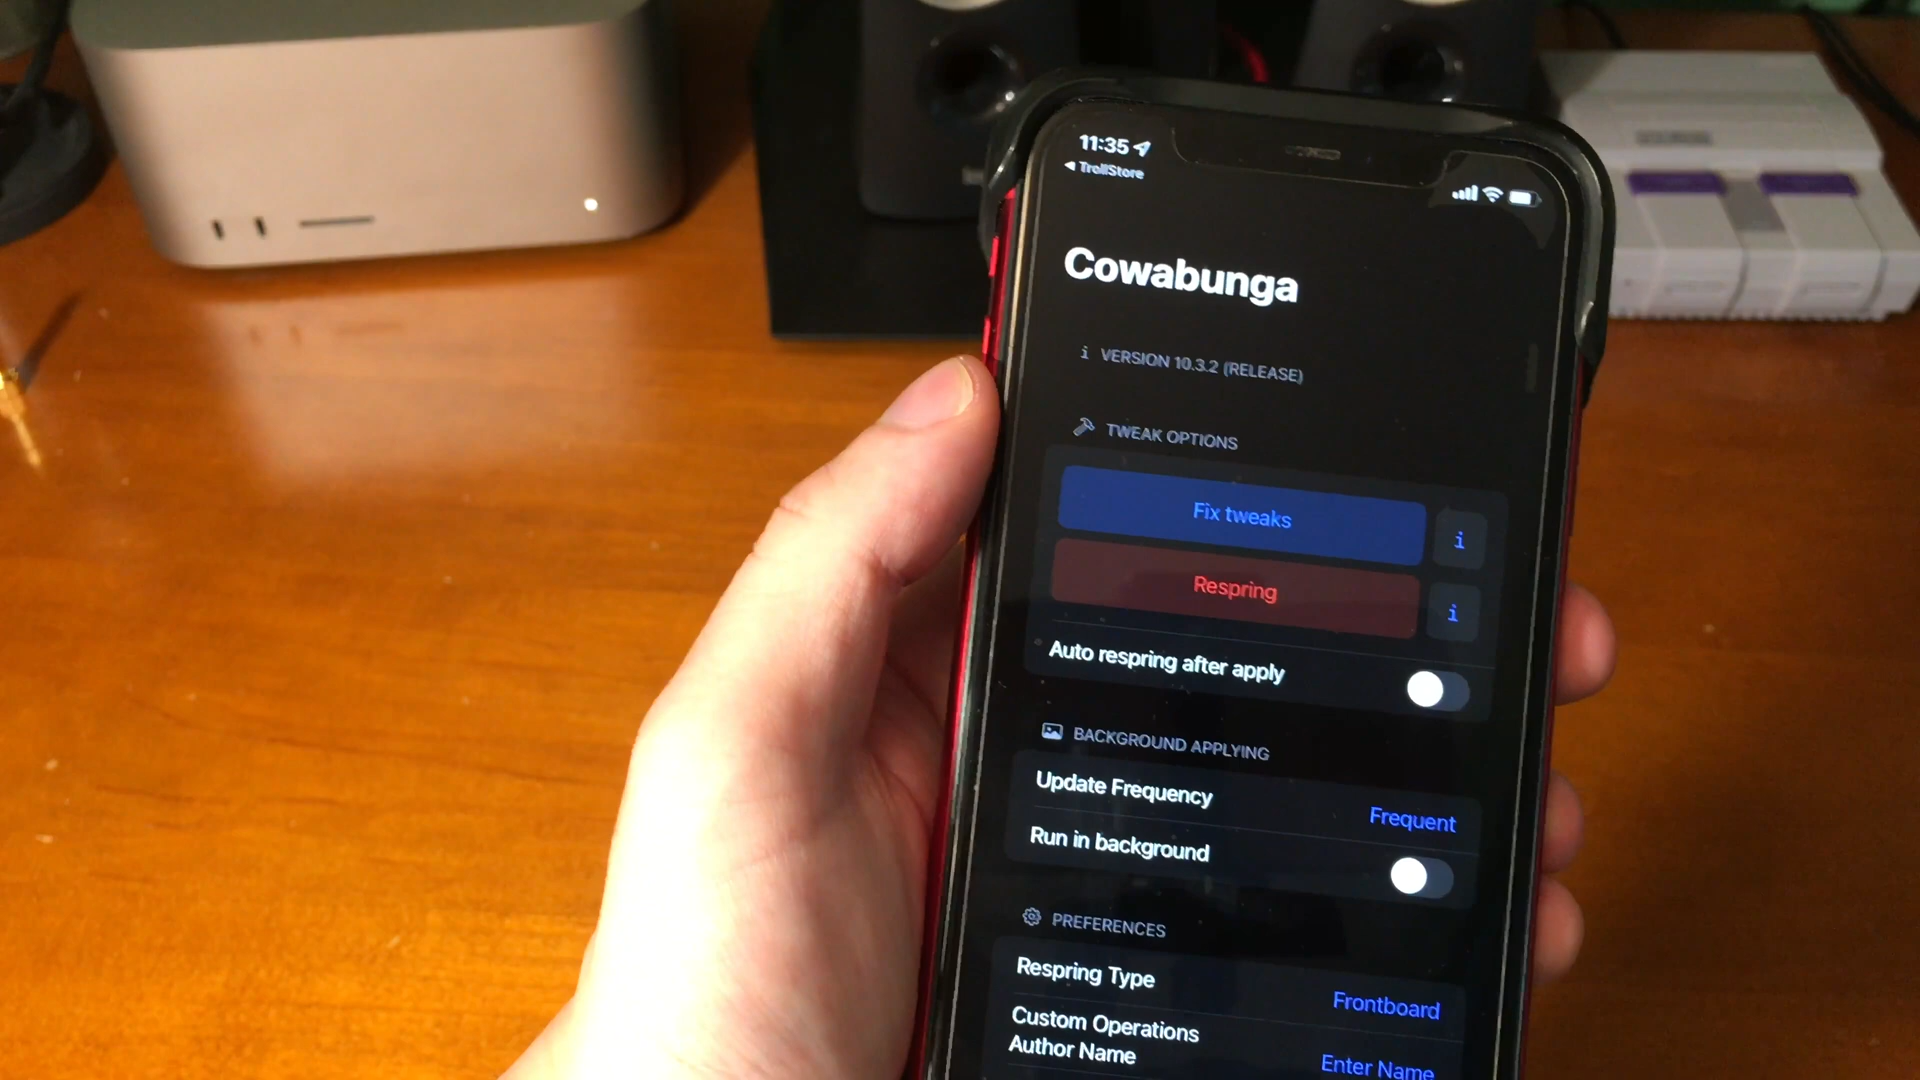 11:35
◀ TrollStore
Cowabunga
i VERSION 10.3.2 (RELEASE)
TWEAK OPTIONS
Fix tweaks
i
Respring
i
Auto respring after apply
BACKGROUND APPLYING
Update Frequency
Frequent
Run in background
PREFERENCES
Respring Type
Frontboard
Custom Operations
Author Name
Enter Name